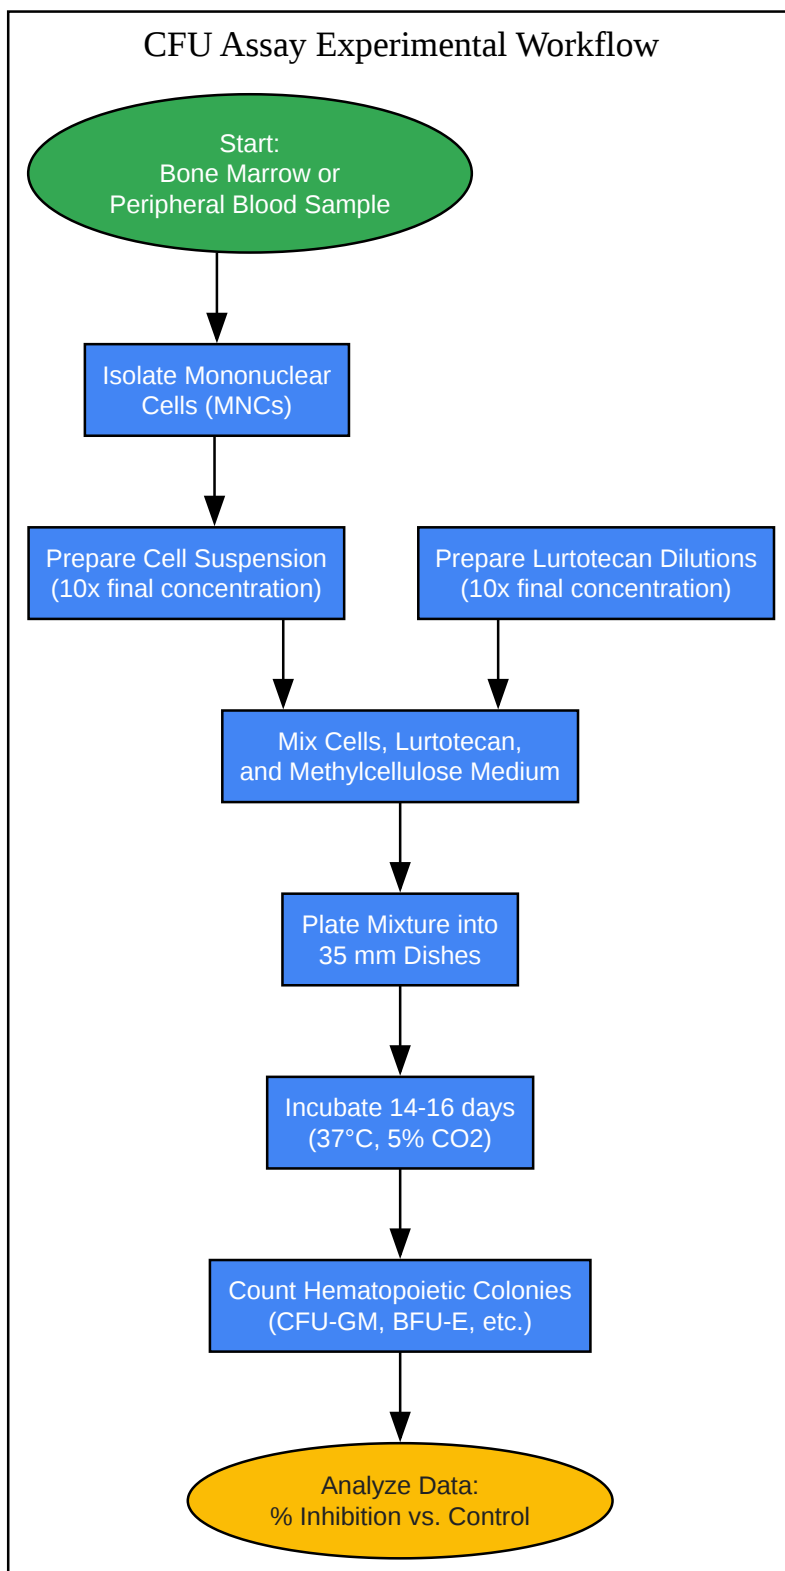 CFU Assay Experimental Workflow
Start:
Bone Marrow or
Peripheral Blood Sample
Isolate Mononuclear
Cells (MNCs)
Prepare Cell Suspension
(10x final concentration)
Prepare Lurtotecan Dilutions
(10x final concentration)
Mix Cells, Lurtotecan,
and Methylcellulose Medium
Plate Mixture into
35 mm Dishes
Incubate 14-16 days
(37°C, 5% CO2)
Count Hematopoietic Colonies
(CFU-GM, BFU-E, etc.)
Analyze Data:
% Inhibition vs. Control